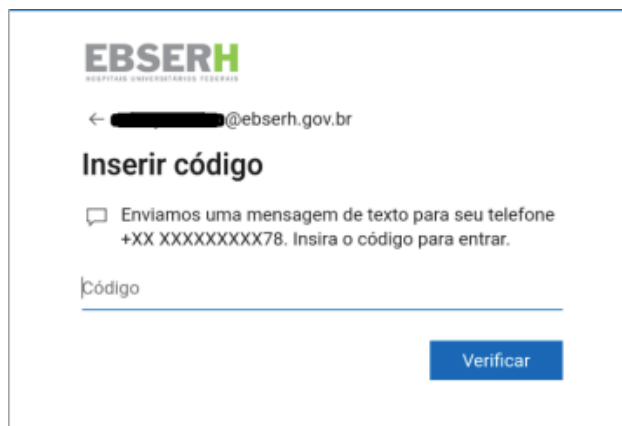 EBSERH
HOSPITAIS UNIVERSITÁRIOS FEDERAIS
← @ebserh.gov.br
Inserir código
Enviamos uma mensagem de texto para seu telefone
+XX XXXXXXXXX78. Insira o código para entrar.
Código
Verificar